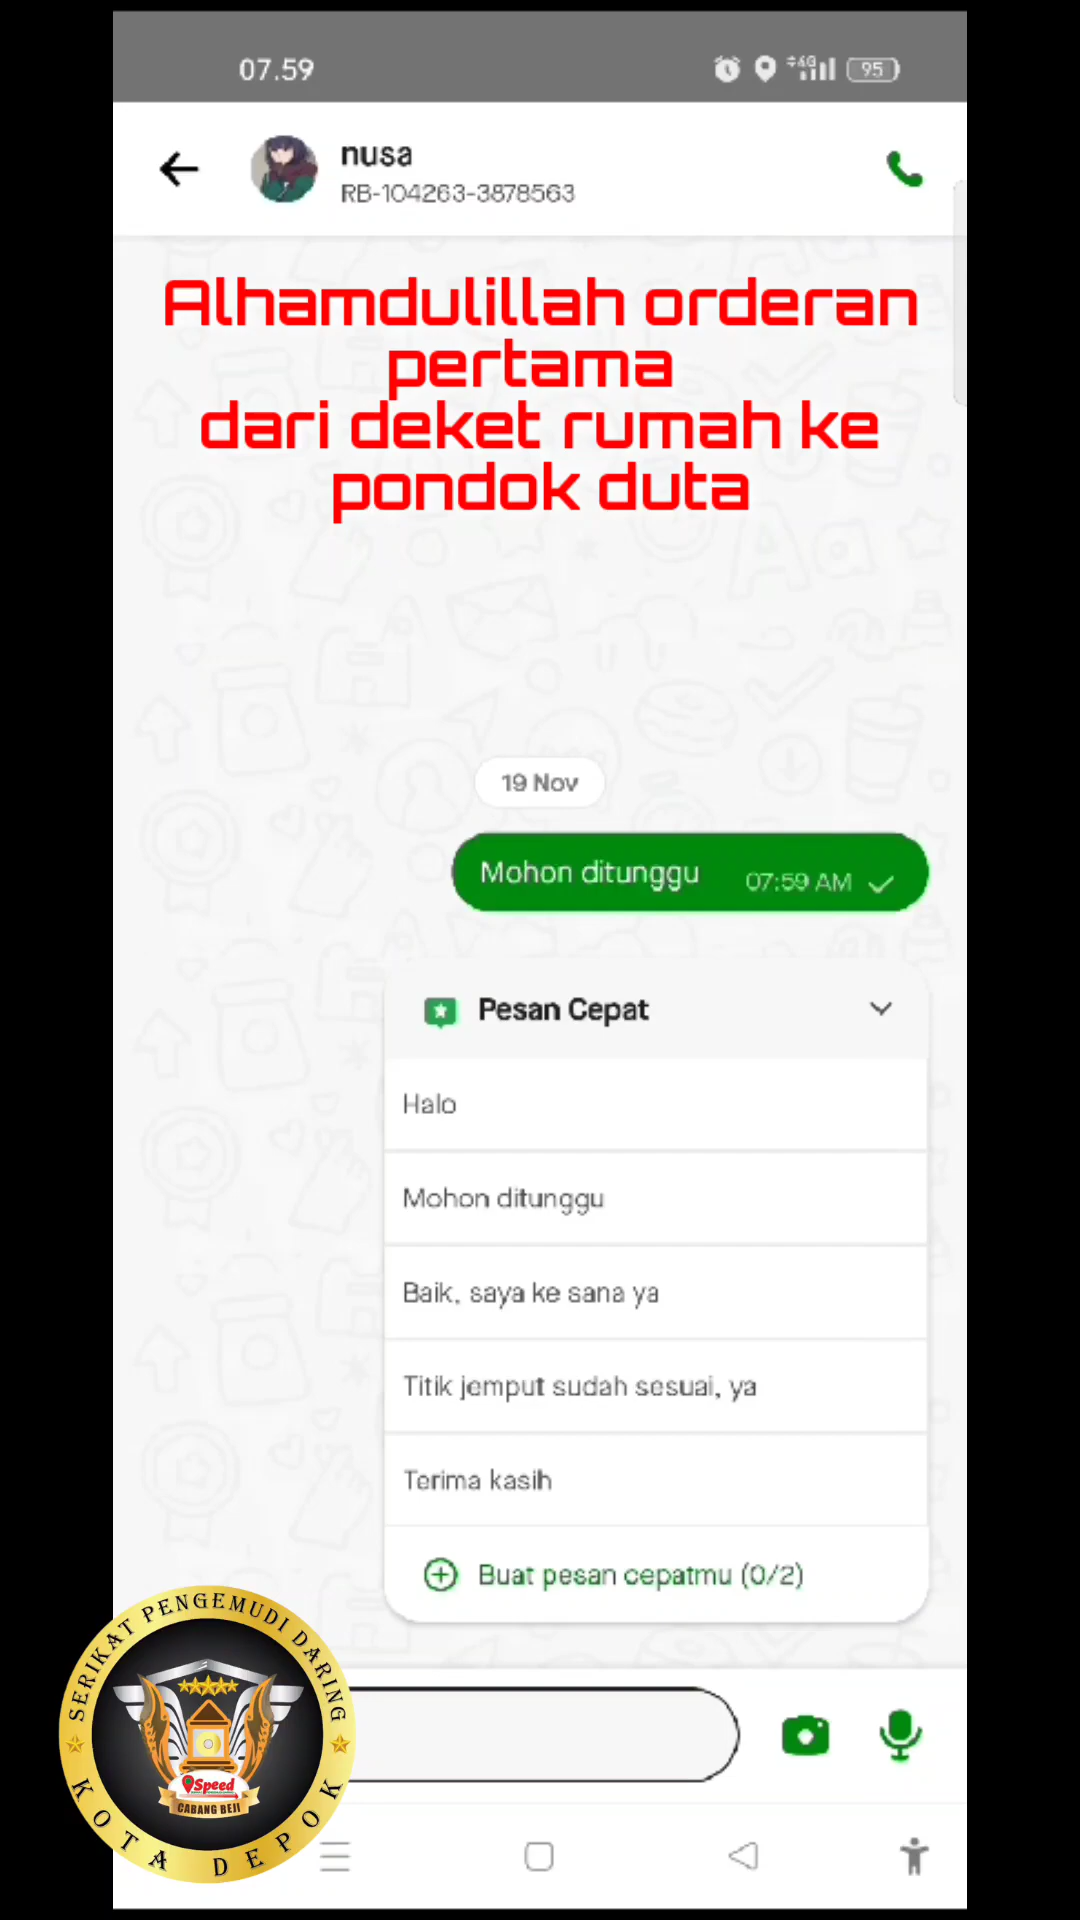 07.59
4G
95
nusa
RB-104263-3878563
Alhamdulillah orderan
pertama
dari deket rumah ke
pondok duta
19 Nov
Mohon ditunggu 07:59 AM
Pesan Cepat
Halo
Mohon ditunggu
Baik, saya ke sana ya
Titik jemput sudah sesuai, ya
Terima kasih
Buat pesan cepatmu (0/2)
SERIKAT PENGEMUDI DARING
Speed
CABANG BEJI
KOTA DEPOK